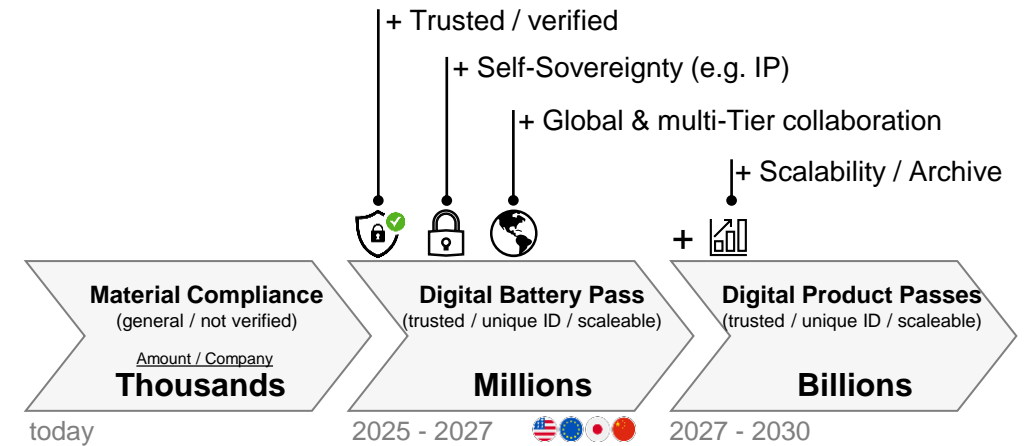 + Trusted / verified
+ Self-Sovereignty (e.g. IP)
+ Global & multi-Tier collaboration
+ Scalability / Archive
+
Material Compliance
(general / not verified)
Amount / Company
Thousands
Digital Battery Pass
(trusted / unique ID / scaleable)
Millions
Digital Product Passes
(trusted / unique ID / scaleable)
Billions
today
2025 - 2027
2027 - 2030